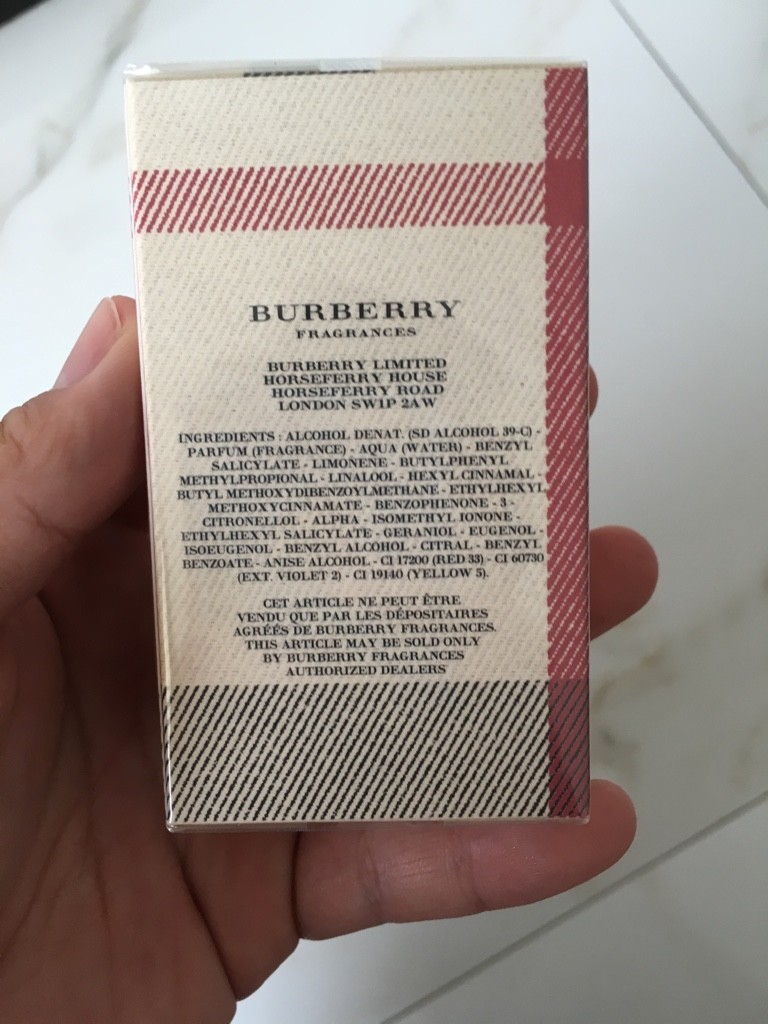 BURBERRY
FRAGRANCES
BURBERRY LIMITED
HORSEFERRY HOUSE
HORSEFERRY ROAD
LONDON SW1P 2AW
INGREDIENTS : ALCOHOL DENAT. (SD ALCOHOL 39-C) -
PARFUM (FRAGRANCE) - AQUA (WATER) - BENZYL
SALICYLATE - LIMONENE - BUTYLPHENYL
METHYLPROPIONAL - LINALOOL - HEXYL CINNAMAL -
BUTYL METHOXYDIBENZOYLMETHANE - ETHYLHEXYL
METHOXYCINNAMATE - BENZOPHENONE - 3 -
CITRONELLOL - ALPHA - ISOMETHYL IONONE -
ETHYLHEXYL SALICYLATE - GERANIOL - EUGENOL -
ISOEUGENOL - BENZYL ALCOHOL - CITRAL - BENZYL
BENZOATE - ANISE ALCOHOL - CI 17200 (RED 33) - CI 60730
(EXT. VIOLET 2) - CI 19140 (YELLOW 5).
CET ARTICLE NE PEUT ÊTRE
VENDU QUE PAR LES DÉPOSITAIRES
AGRÉÉS DE BURBERRY FRAGRANCES.
THIS ARTICLE MAY BE SOLD ONLY
BY BURBERRY FRAGRANCES
AUTHORIZED DEALERS